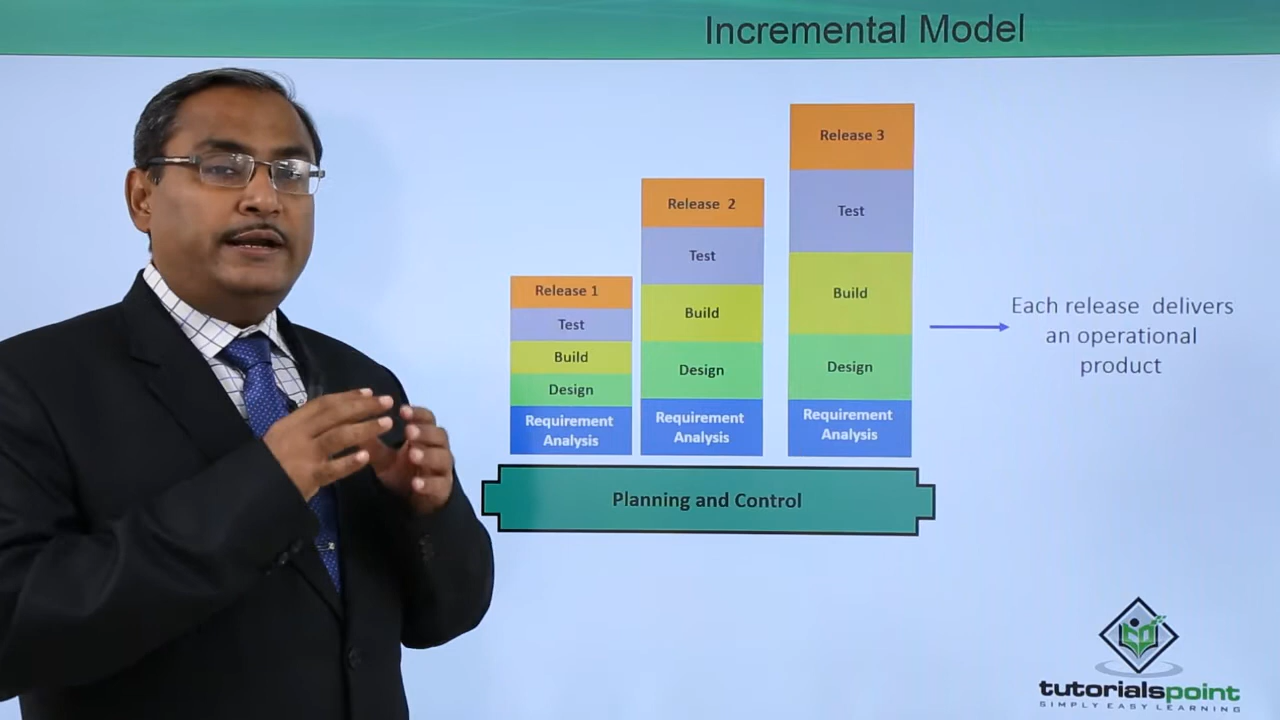 Incremental Model
Release 1
Test
Build
Design
Requirement
Analysis
Release 2
Test
Build
Design
Requirement
Analysis
Release 3
Test
Build
Design
Requirement
Analysis
Planning and Control
Each release delivers
an operational
product
tutorialspoint
SIMPLY EASY LEARNING